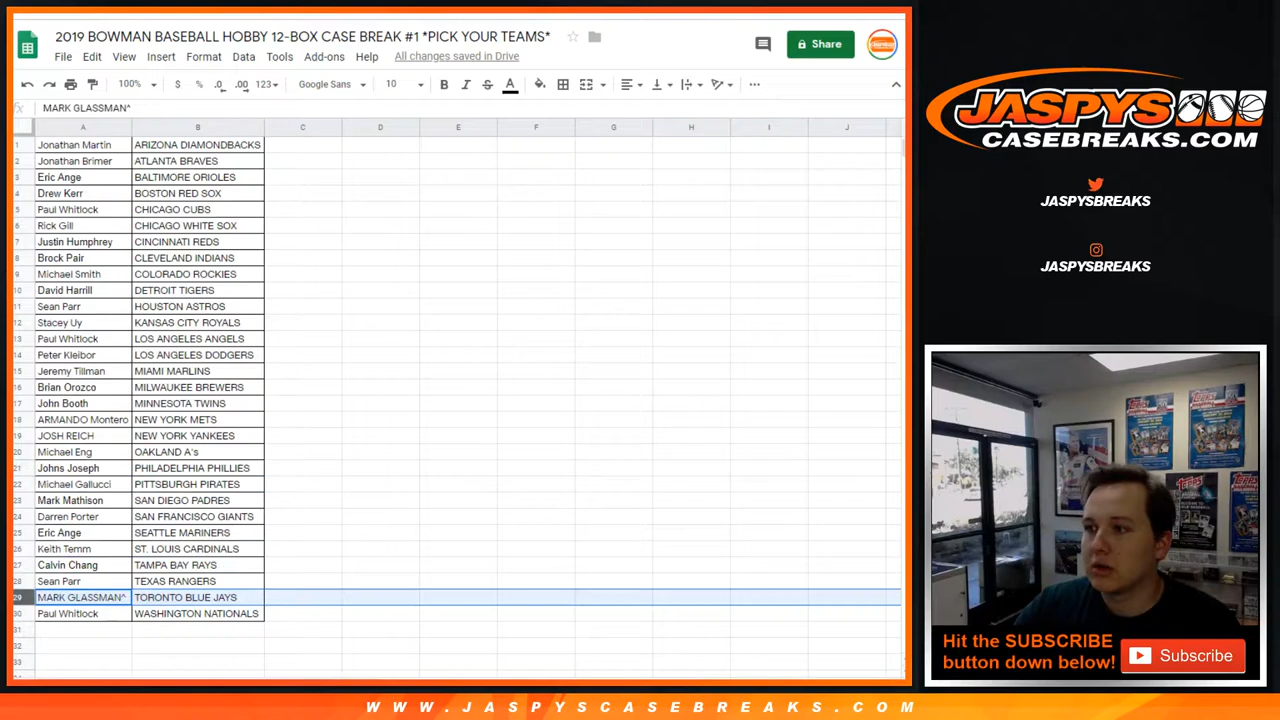 2019 BOWMAN BASEBALL HOBBY 12-BOX CASE BREAK #1 *PICK YOUR TEAMS*
File Edit View Insert Format Data Tools Add-ons Help All changes saved in Drive
Share
100% $ % .0 .00 123 Google Sans 10 B I S A
fx MARK GLASSMAN^
A B C D E F G H I J
1 Jonathan Martin ARIZONA DIAMONDBACKS
2 Jonathan Brimer ATLANTA BRAVES
3 Eric Ange BALTIMORE ORIOLES
4 Drew Kerr BOSTON RED SOX
5 Paul Whitlock CHICAGO CUBS
6 Rick Gill CHICAGO WHITE SOX
7 Justin Humphrey CINCINNATI REDS
8 Brock Pair CLEVELAND INDIANS
9 Michael Smith COLORADO ROCKIES
10 David Harrill DETROIT TIGERS
11 Sean Parr HOUSTON ASTROS
12 Stacey Uy KANSAS CITY ROYALS
13 Paul Whitlock LOS ANGELES ANGELS
14 Peter Kleibor LOS ANGELES DODGERS
15 Jeremy Tillman MIAMI MARLINS
16 Brian Orozco MILWAUKEE BREWERS
17 John Booth MINNESOTA TWINS
18 ARMANDO Montero NEW YORK METS
19 JOSH REICH NEW YORK YANKEES
20 Michael Eng OAKLAND A's
21 Johns Joseph PHILADELPHIA PHILLIES
22 Michael Gallucci PITTSBURGH PIRATES
23 Mark Mathison SAN DIEGO PADRES
24 Darren Porter SAN FRANCISCO GIANTS
25 Eric Ange SEATTLE MARINERS
26 Keith Temm ST. LOUIS CARDINALS
27 Calvin Chang TAMPA BAY RAYS
28 Sean Parr TEXAS RANGERS
29 MARK GLASSMAN^ TORONTO BLUE JAYS
30 Paul Whitlock WASHINGTON NATIONALS
31
32
33
JASPYS
CASEBREAKS.COM
JASPYSBREAKS
JASPYSBREAKS
TOPPS
Hit the SUBSCRIBE
button down below!
Subscribe
WWW.JASPYSCASEBREAKS.COM